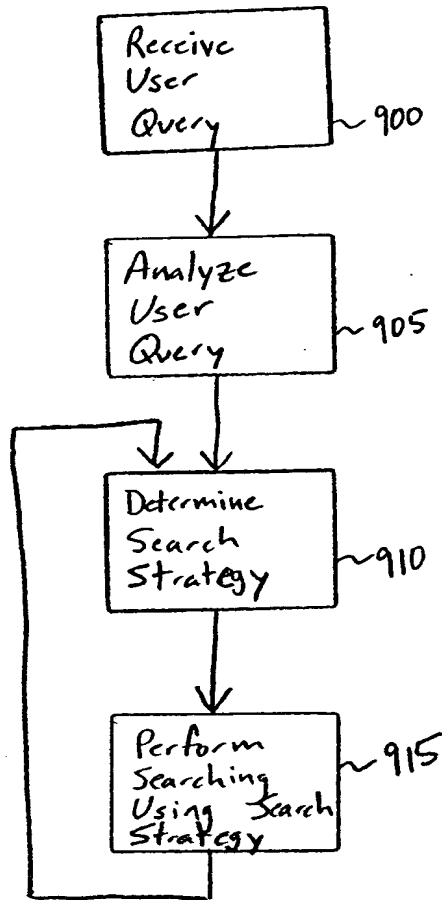 Receive
User
Query
900
Analyze
User
Query
905
Determine
Search
Strategy
910
Perform
Searching
Using Search
Strategy
915